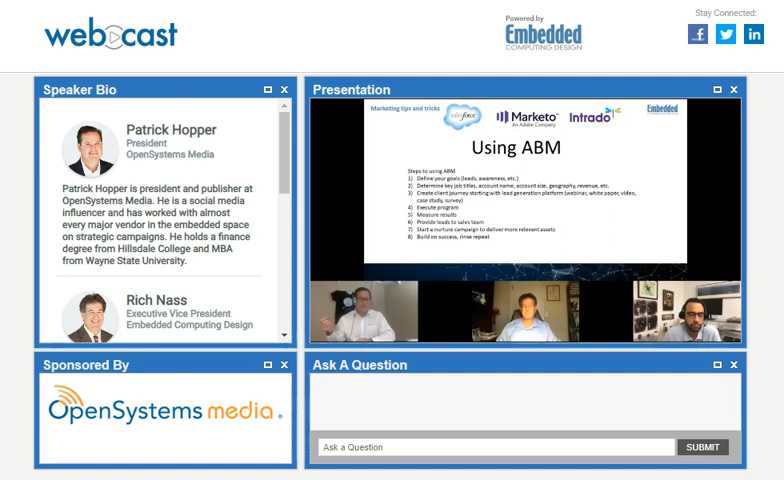 webcast
Powered by
Embedded
COMPUTING DESIGN
Stay Connected:
Speaker Bio
Patrick Hopper
President
OpenSystems Media
Patrick Hopper is president and publisher at
OpenSystems Media. He is a social media
influencer and has worked with almost
every major vendor in the embedded space
on strategic campaigns. He holds a finance
degree from Hillsdale College and MBA
from Wayne State University.
Rich Nass
Executive Vice President
Embedded Computing Design
Presentation
Marketing tips and tricks
salesforce
Marketo
An Adobe Company
Intrado
Embedded
Using ABM
Steps to using ABM
1) Define your goals (leads, awareness, etc.)
2) Determine key job titles, account name, account size, geography, revenue, etc.
3) Create client journey starting with lead generation platform (webinar, white paper, video,
case study, survey)
4) Execute program
5) Measure results
6) Provide leads to sales team
7) Start a nurture campaign to deliver more relevant assets
8) Build on success, rinse repeat
Sponsored By
OpenSystems media®
Ask A Question
Ask a Question
SUBMIT